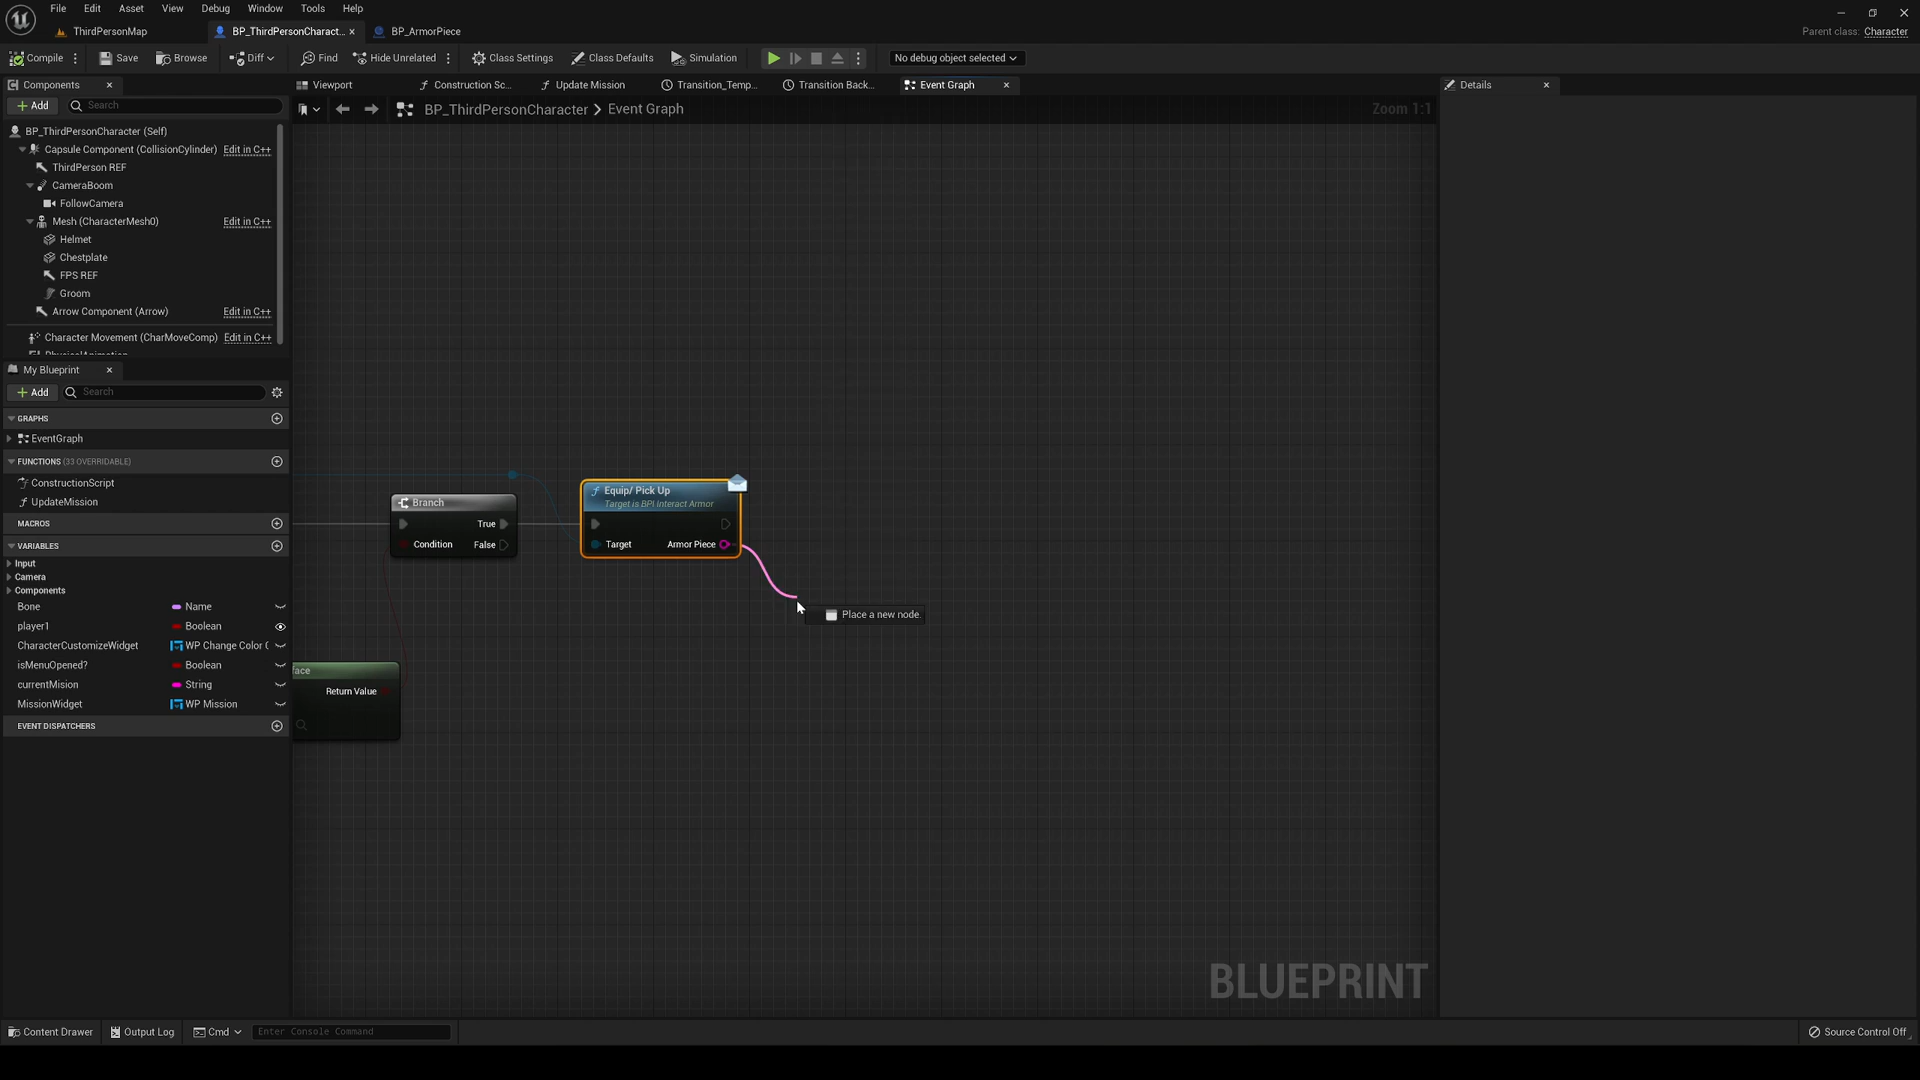 File Edit Asset View Debug Window Tools Help
ThirdPersonMap BP_ThirdPersonCharact... BP_ArmorPiece
Parent class: Character
Compile Save Browse Diff Find Hide Unrelated Class Settings Class Defaults Simulation No debug object selected
Components
Viewport Construction Sc... Update Mission Transition_Temp... Transition Back... Event Graph
Details
Add Search
BP_ThirdPersonCharacter > Event Graph
Zoom 1:1
BP_ThirdPersonCharacter (Self)
Capsule Component (CollisionCylinder) Edit in C++
ThirdPerson REF
CameraBoom
FollowCamera
Mesh (CharacterMesh0) Edit in C++
Helmet
Chestplate
FPS REF
Groom
Arrow Component (Arrow) Edit in C++
Character Movement (CharMoveComp) Edit in C++
PhysicalAnimation
My Blueprint
Add Search
GRAPHS
EventGraph
FUNCTIONS (33 OVERRIDABLE)
ConstructionScript
UpdateMission
MACROS
VARIABLES
Input
Camera
Components
Bone Name
player1 Boolean
CharacterCustomizeWidget WP Change Color C
isMenuOpened? Boolean
currentMision String
MissionWidget WP Mission
EVENT DISPATCHERS
Branch
True
Condition False
Equip/ Pick Up
Target is BPI Interact Armor
Target Armor Piece
Place a new node.
face
Return Value
BLUEPRINT
Content Drawer Output Log Cmd Enter Console Command Source Control Off